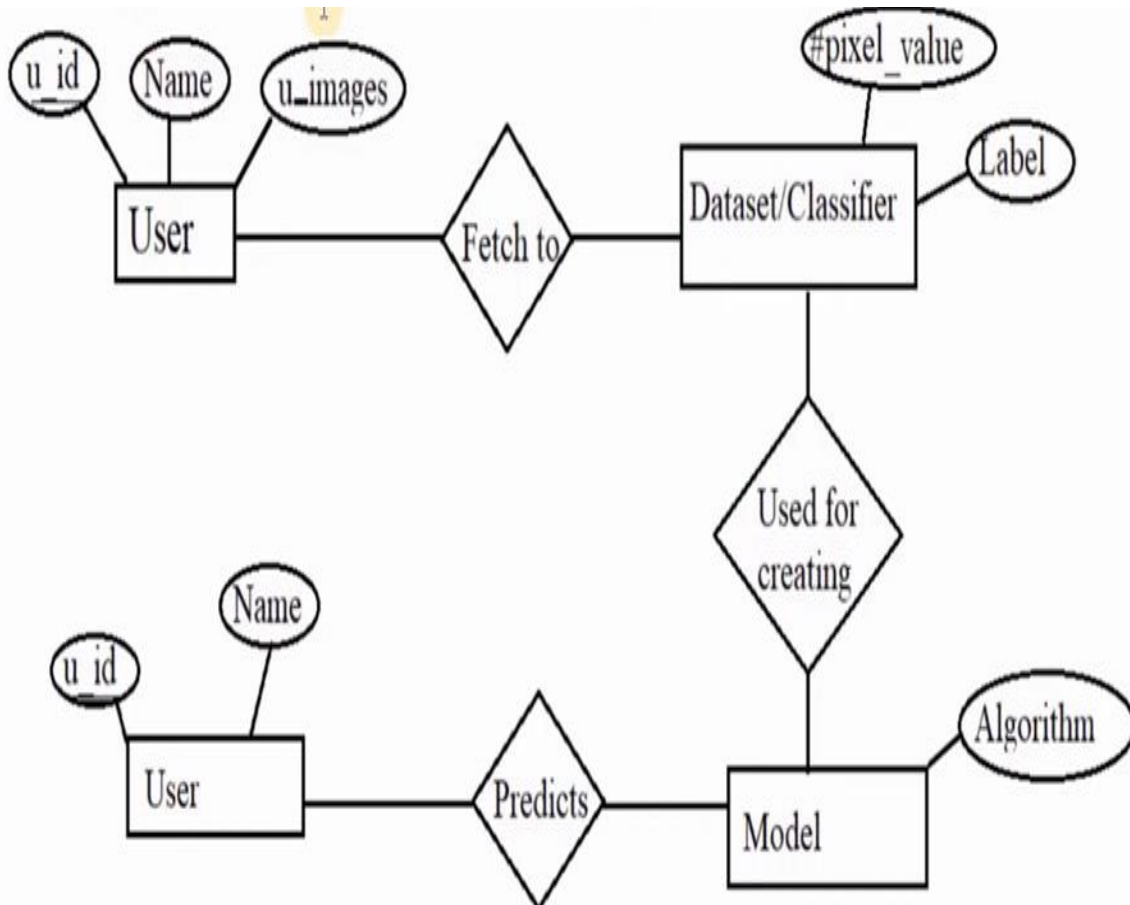 u_id
Name
u_images
#pixel_value
Label
User
Fetch to
Dataset/Classifier
Used for
creating
u_id
Name
User
Predicts
Model
Algorithm